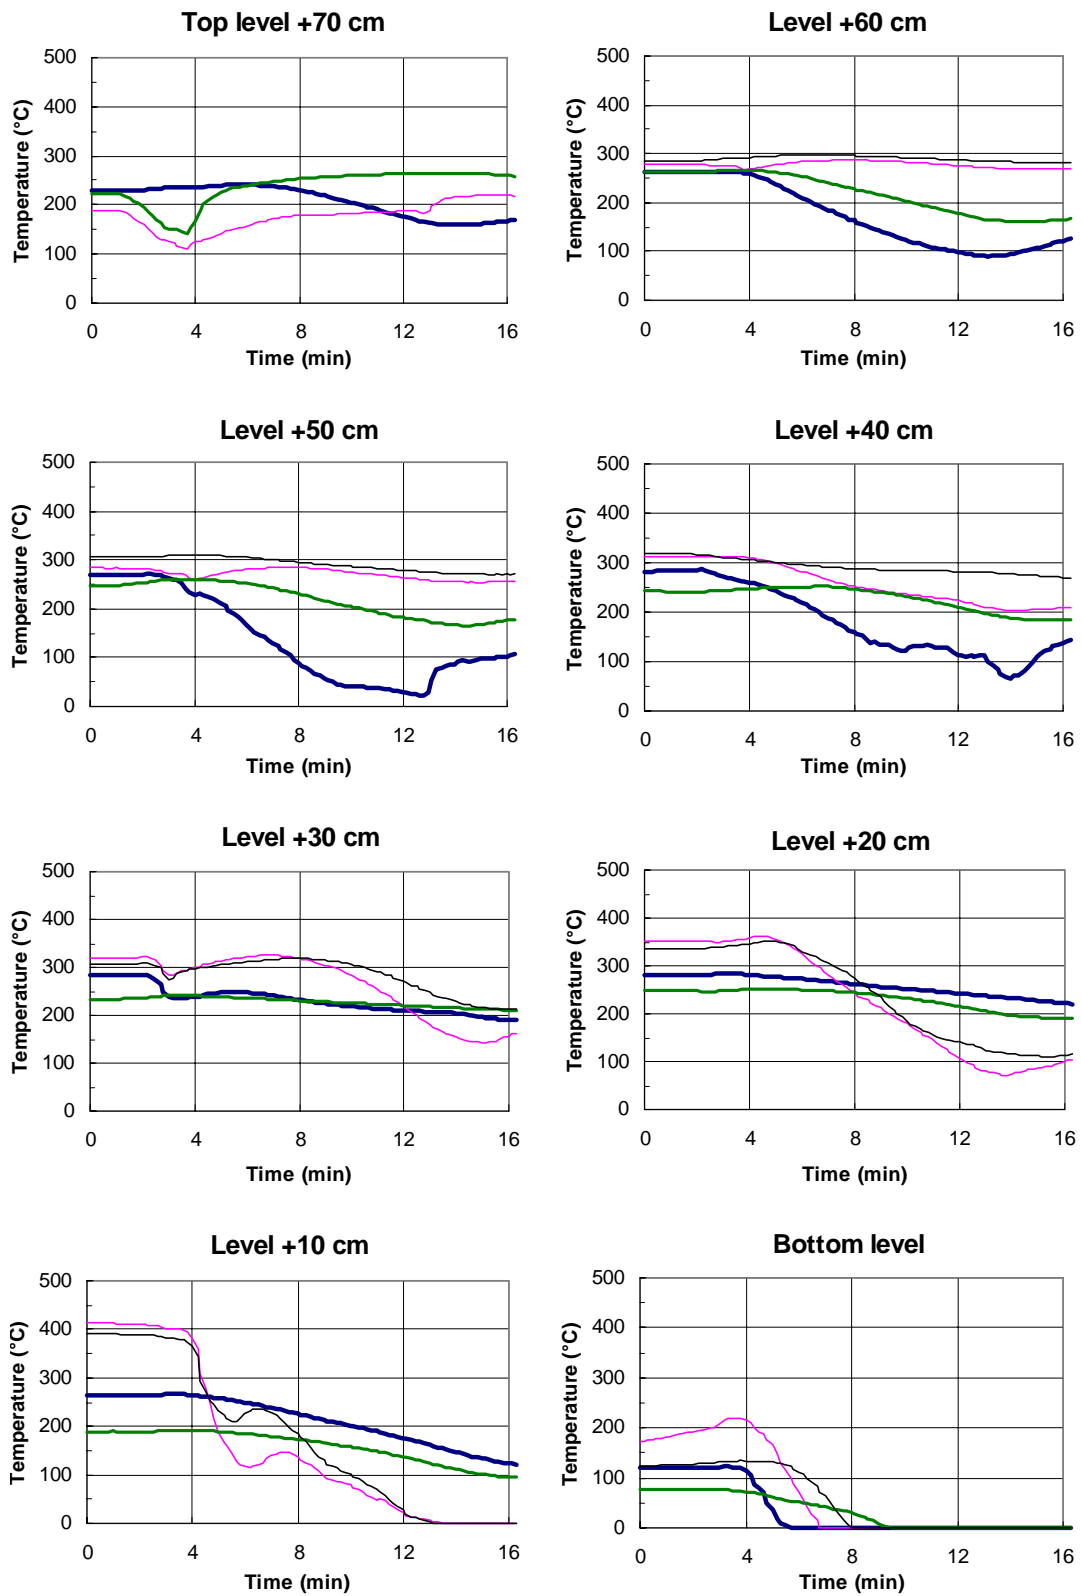 Top level +70 cm
Temperature (°C)
500
400
300
200
100
0
0 4 8 12 16
Time (min)
Level +60 cm
Temperature (°C)
500
400
300
200
100
0
0 4 8 12 16
Time (min)
Level +50 cm
Temperature (°C)
500
400
300
200
100
0
0 4 8 12 16
Time (min)
Level +40 cm
Temperature (°C)
500
400
300
200
100
0
0 4 8 12 16
Time (min)
Level +30 cm
Temperature (°C)
500
400
300
200
100
0
0 4 8 12 16
Time (min)
Level +20 cm
Temperature (°C)
500
400
300
200
100
0
0 4 8 12 16
Time (min)
Level +10 cm
Temperature (°C)
500
400
300
200
100
0
0 4 8 12 16
Time (min)
Bottom level
Temperature (°C)
500
400
300
200
100
0
0 4 8 12 16
Time (min)